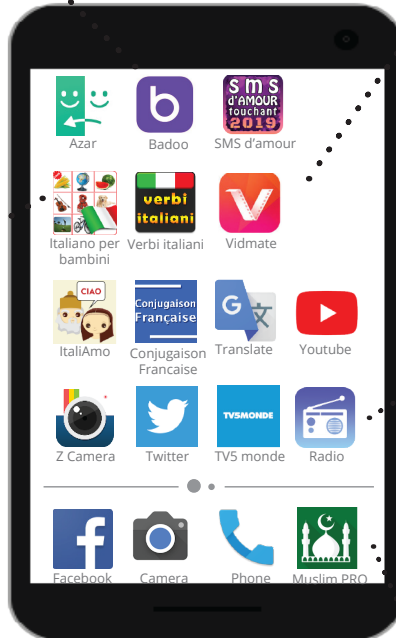 sms
d'AMOUR
touchant
2019
b
Azar
Badoo
SMS d'amour
verbi
italiani
Italiano per
bambini
Verbi italiani
Vidmate
CIAO
Conjugaison
Française
G
文
ItaliAmo
Conjugaison
Francaise
Translate
Youtube
TV5MONDE
Z Camera
Twitter
TV5 monde
Radio
f
Facebook
Camera
Phone
Muslim PRO